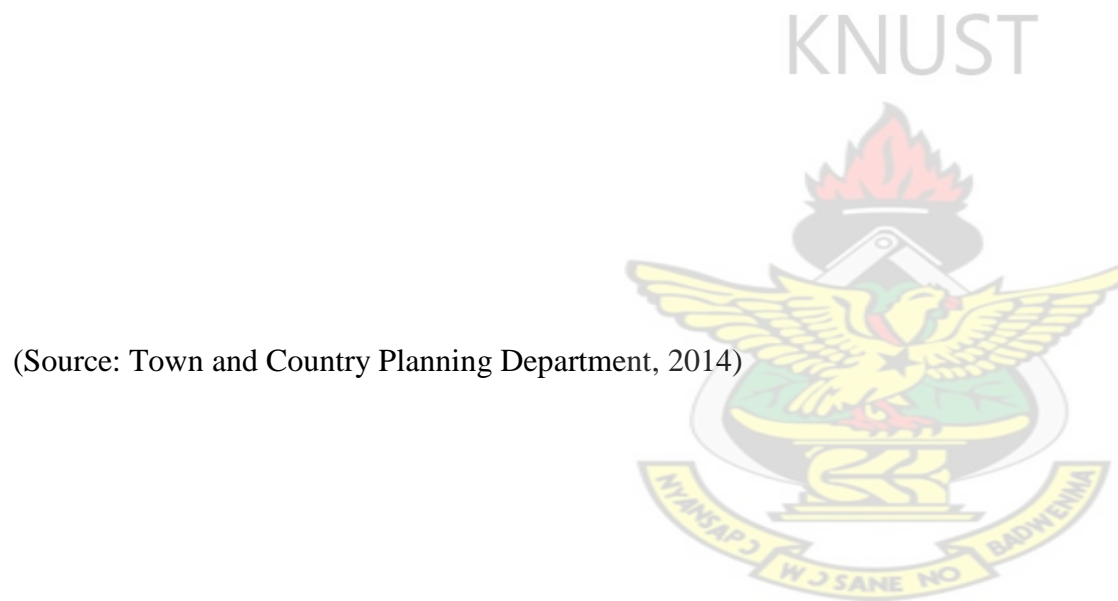 KNUST
(Source: Town and Country Planning Department, 2014)
NYANSAPƆ WƆSANE NO BADWENMA